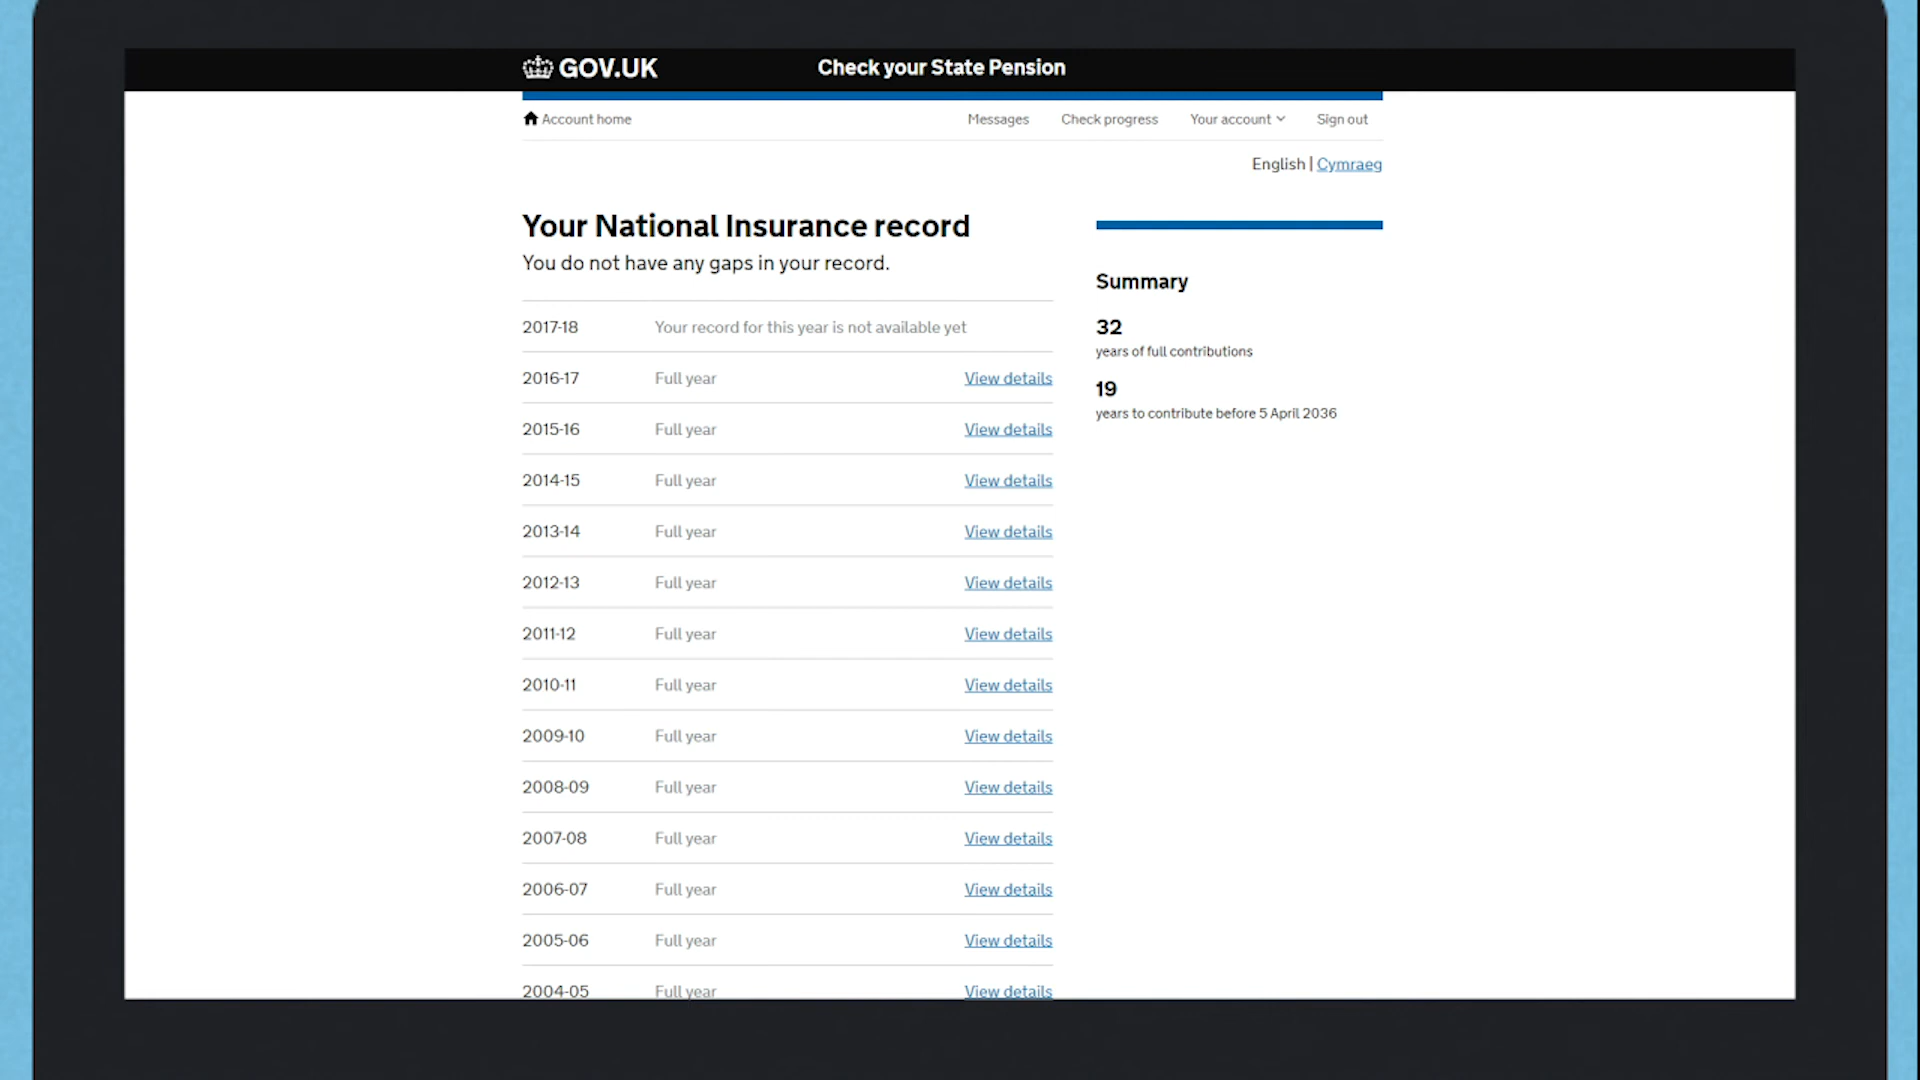 GOV.UK
Check your State Pension
Account home
Messages
Check progress
Your account
Sign out
English | Cymraeg
Your National Insurance record
You do not have any gaps in your record.
2017-18 Your record for this year is not available yet
2016-17 Full year View details
2015-16 Full year View details
2014-15 Full year View details
2013-14 Full year View details
2012-13 Full year View details
2011-12 Full year View details
2010-11 Full year View details
2009-10 Full year View details
2008-09 Full year View details
2007-08 Full year View details
2006-07 Full year View details
2005-06 Full year View details
2004-05 Full year View details
Summary
32
years of full contributions
19
years to contribute before 5 April 2036